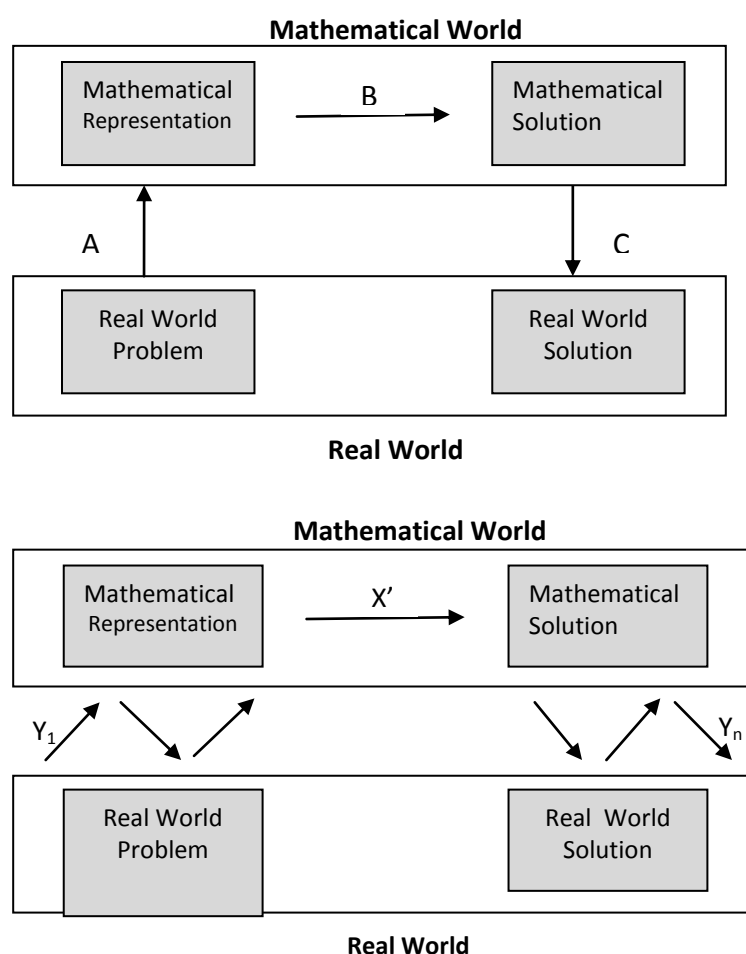 Mathematical World
Mathematical
Representation
B
Mathematical
Solution
A
C
Real World
Problem
Real World
Solution
Real World
Mathematical World
Mathematical
Representation
X’
Mathematical
Solution
Y1
Yn
Real World
Problem
Real World
Solution
Real World